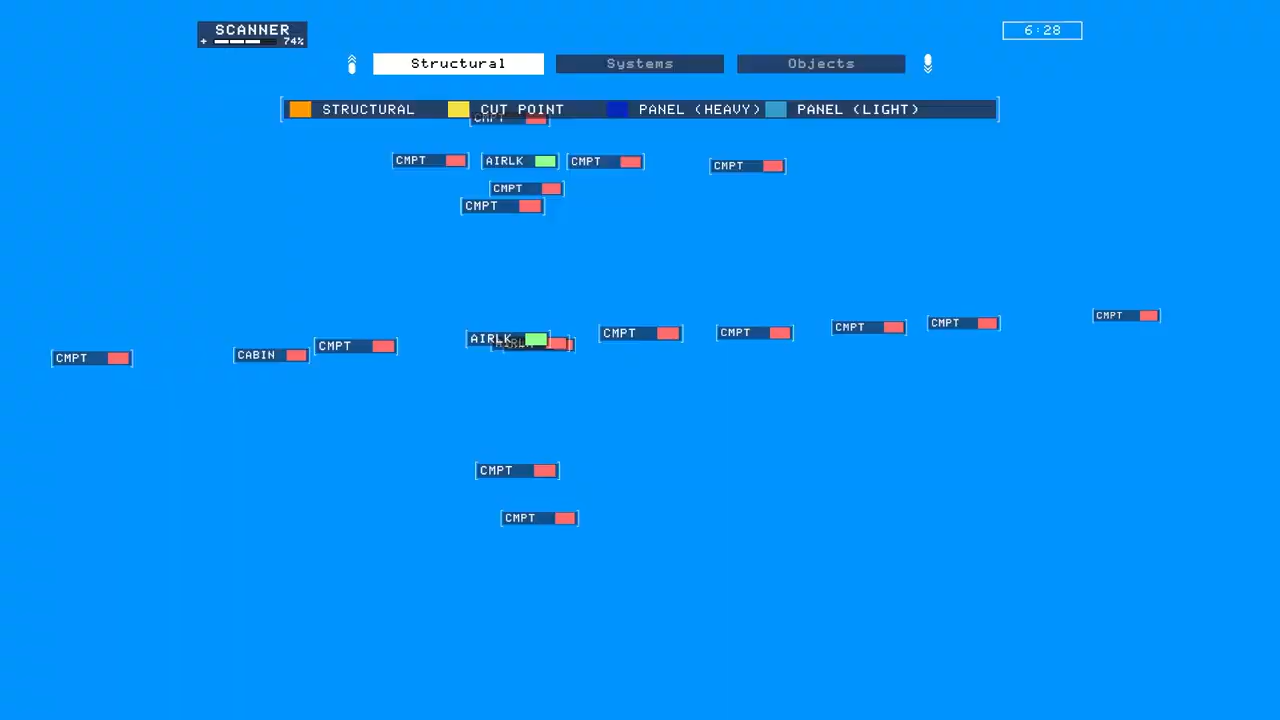 SCANNER
+ 74%
6:28
Structural Systems Objects
STRUCTURAL CUT POINT PANEL (HEAVY) PANEL (LIGHT)
CMPT
CMPT AIRLK CMPT CMPT
CMPT
CMPT
CMPT CABIN CMPT AIRLK CMPT CMPT CMPT CMPT CMPT
CMPT
CMPT